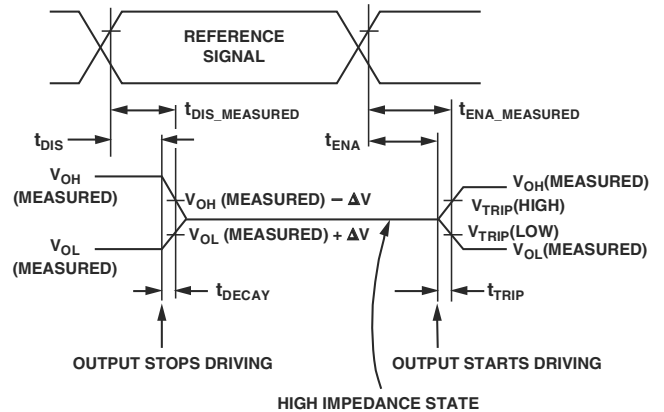 REFERENCE
SIGNAL
tDIS_MEASURED
tENA_MEASURED
tDIS
tENA
VOH
(MEASURED)
VOH (MEASURED) – ΔV
VOH(MEASURED)
VTRIP(HIGH)
VOL (MEASURED) + ΔV
VTRIP(LOW)
VOL
(MEASURED)
VOL(MEASURED)
tDECAY
tTRIP
OUTPUT STOPS DRIVING
OUTPUT STARTS DRIVING
HIGH IMPEDANCE STATE